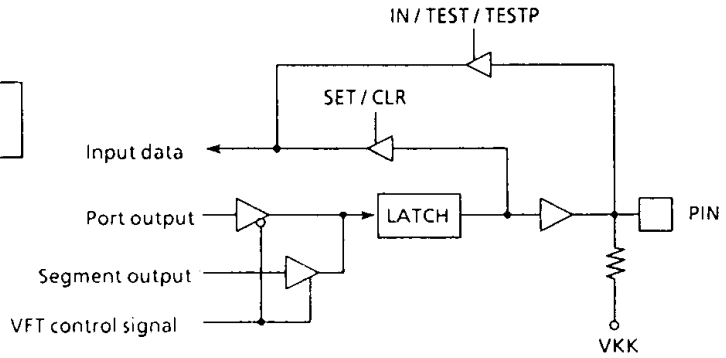 IN / TEST / TESTP
SET / CLR
Input data
Port output
LATCH
PIN
Segment output
VFT control signal
VKK